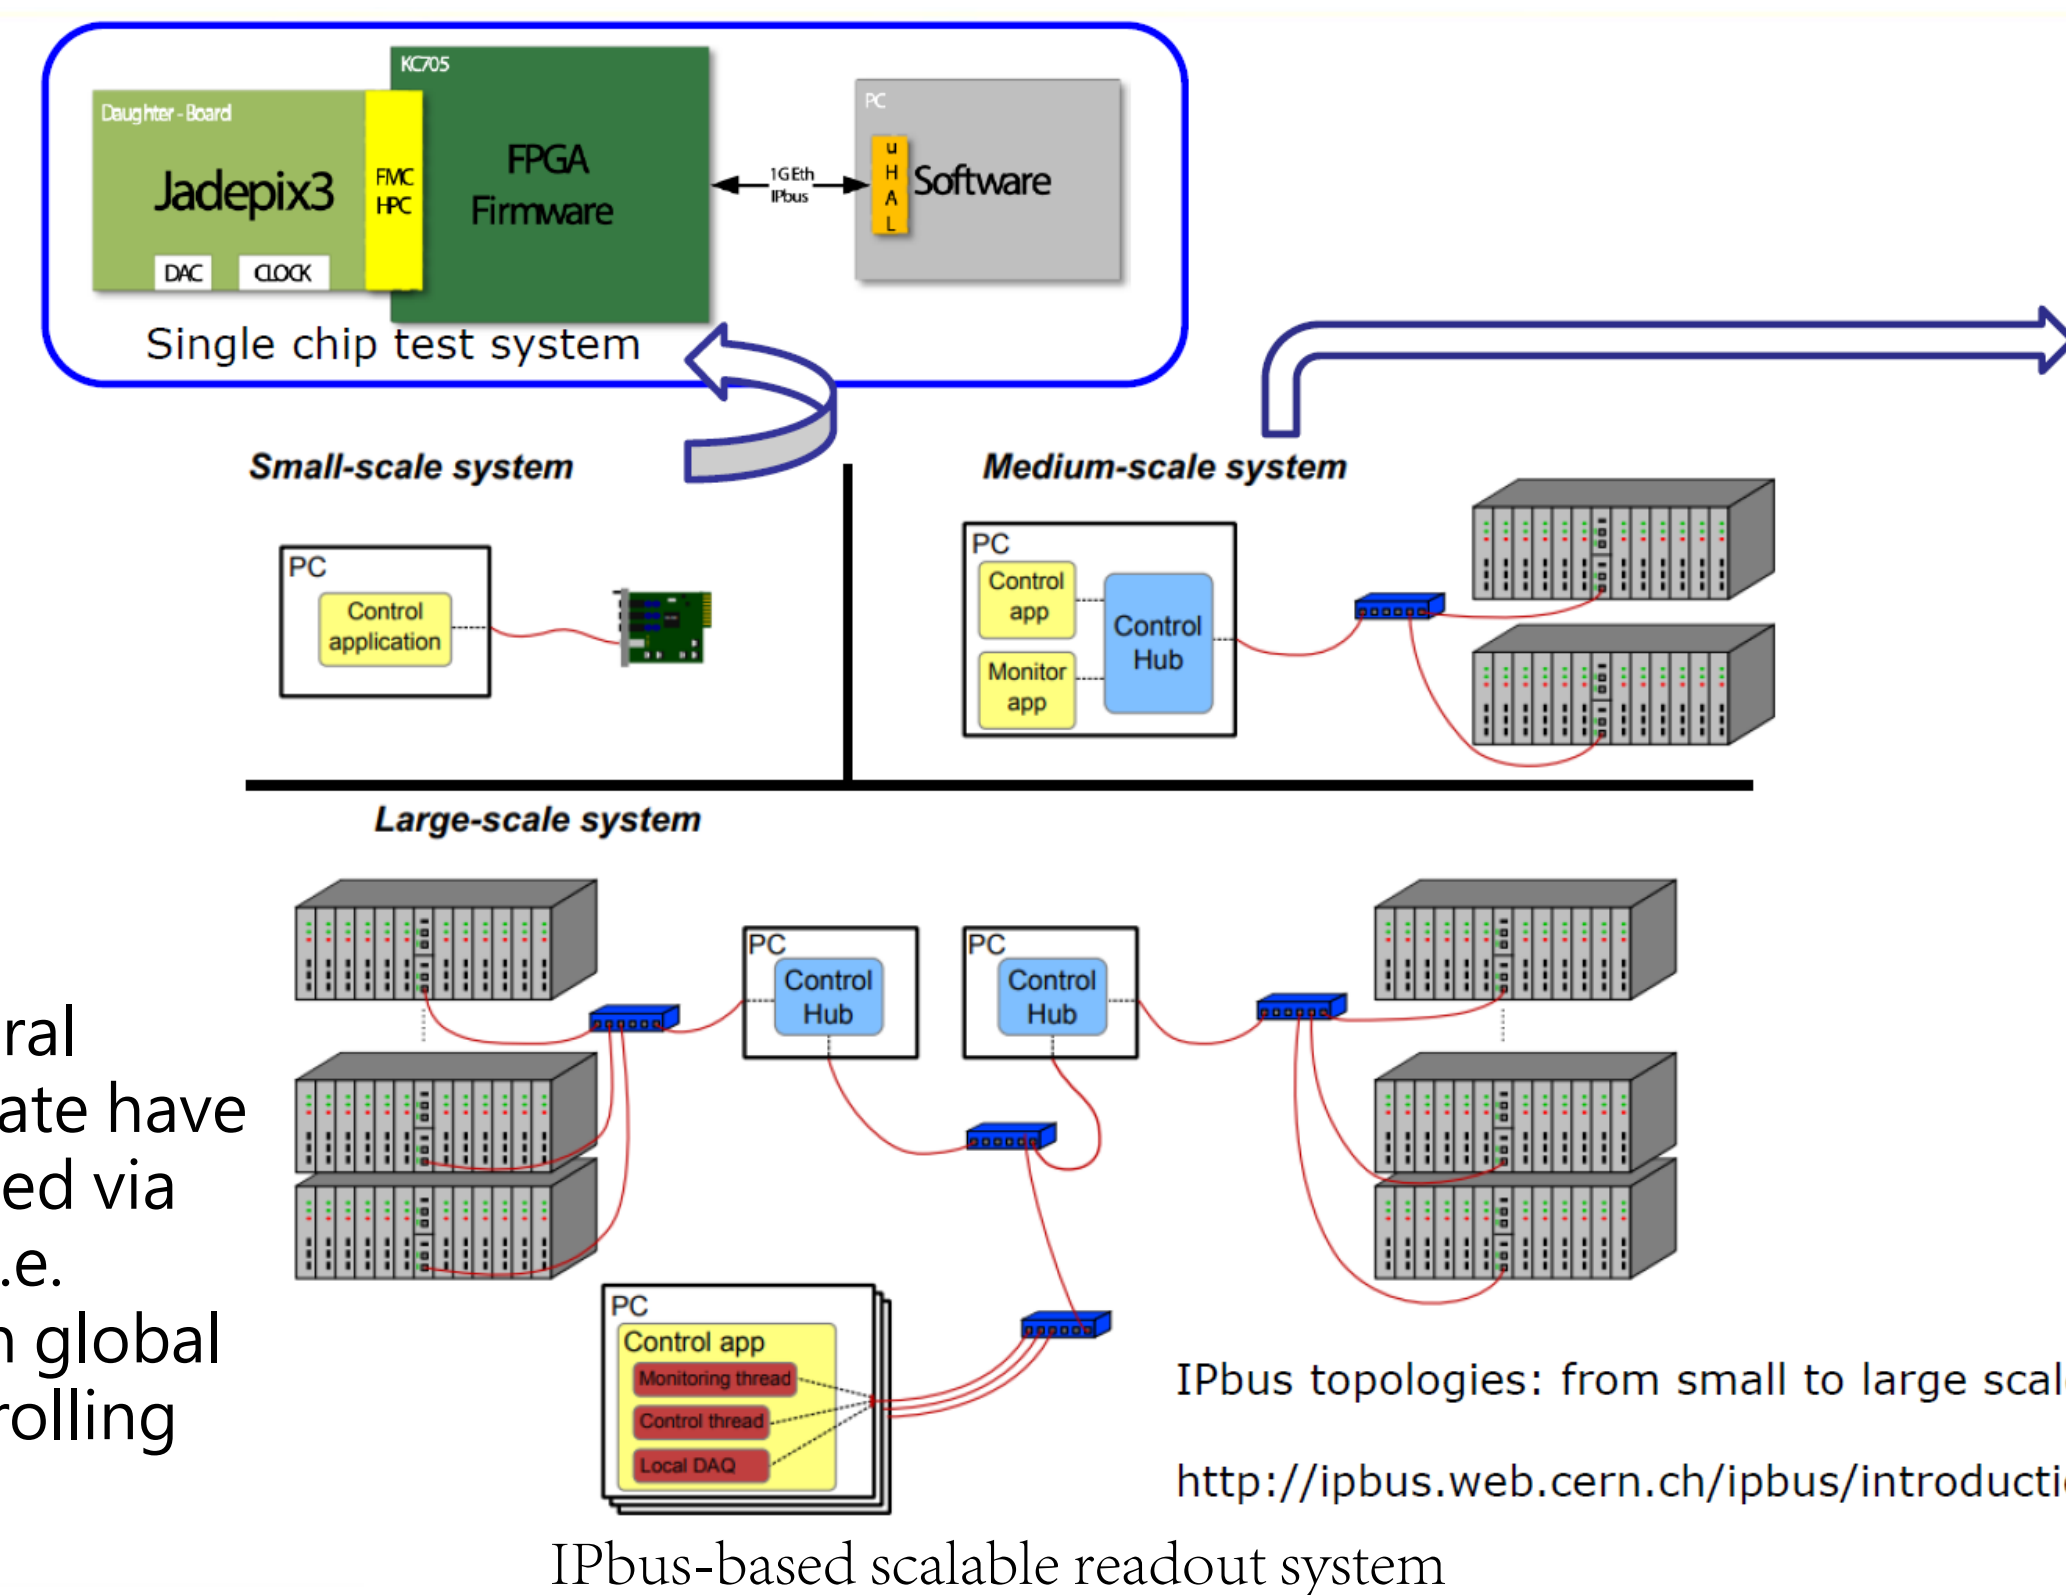 KC705
Daughter - Board
Jadepix3
FMC
HPC
FPGA
Firmware
DAC
CLOCK
1G Eth
IPbus
PC
u
H
A
L
Software
Single chip test system
Small-scale system
PC
Control
application
Medium-scale system
PC
Control
app
Monitor
app
Control
Hub
Large-scale system
PC
Control
Hub
PC
Control
Hub
ral
ate have
ed via
.e.
n global
rolling
PC
Control app
Monitoring thread
Control thread
Local DAQ
IPbus topologies: from small to large scal
http://ipbus.web.cern.ch/ipbus/introducti
IPbus-based scalable readout system